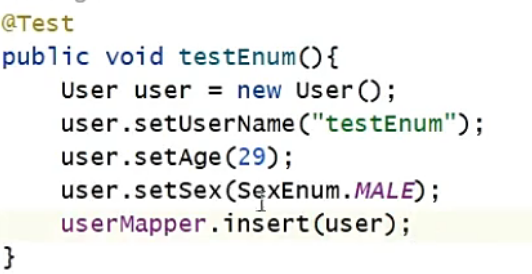 @Test
public void testEnum(){
    User user = new User();
    user.setUserName("testEnum");
    user.setAge(29);
    user.setSex(SexEnum.MALE);
    userMapper.insert(user);
}